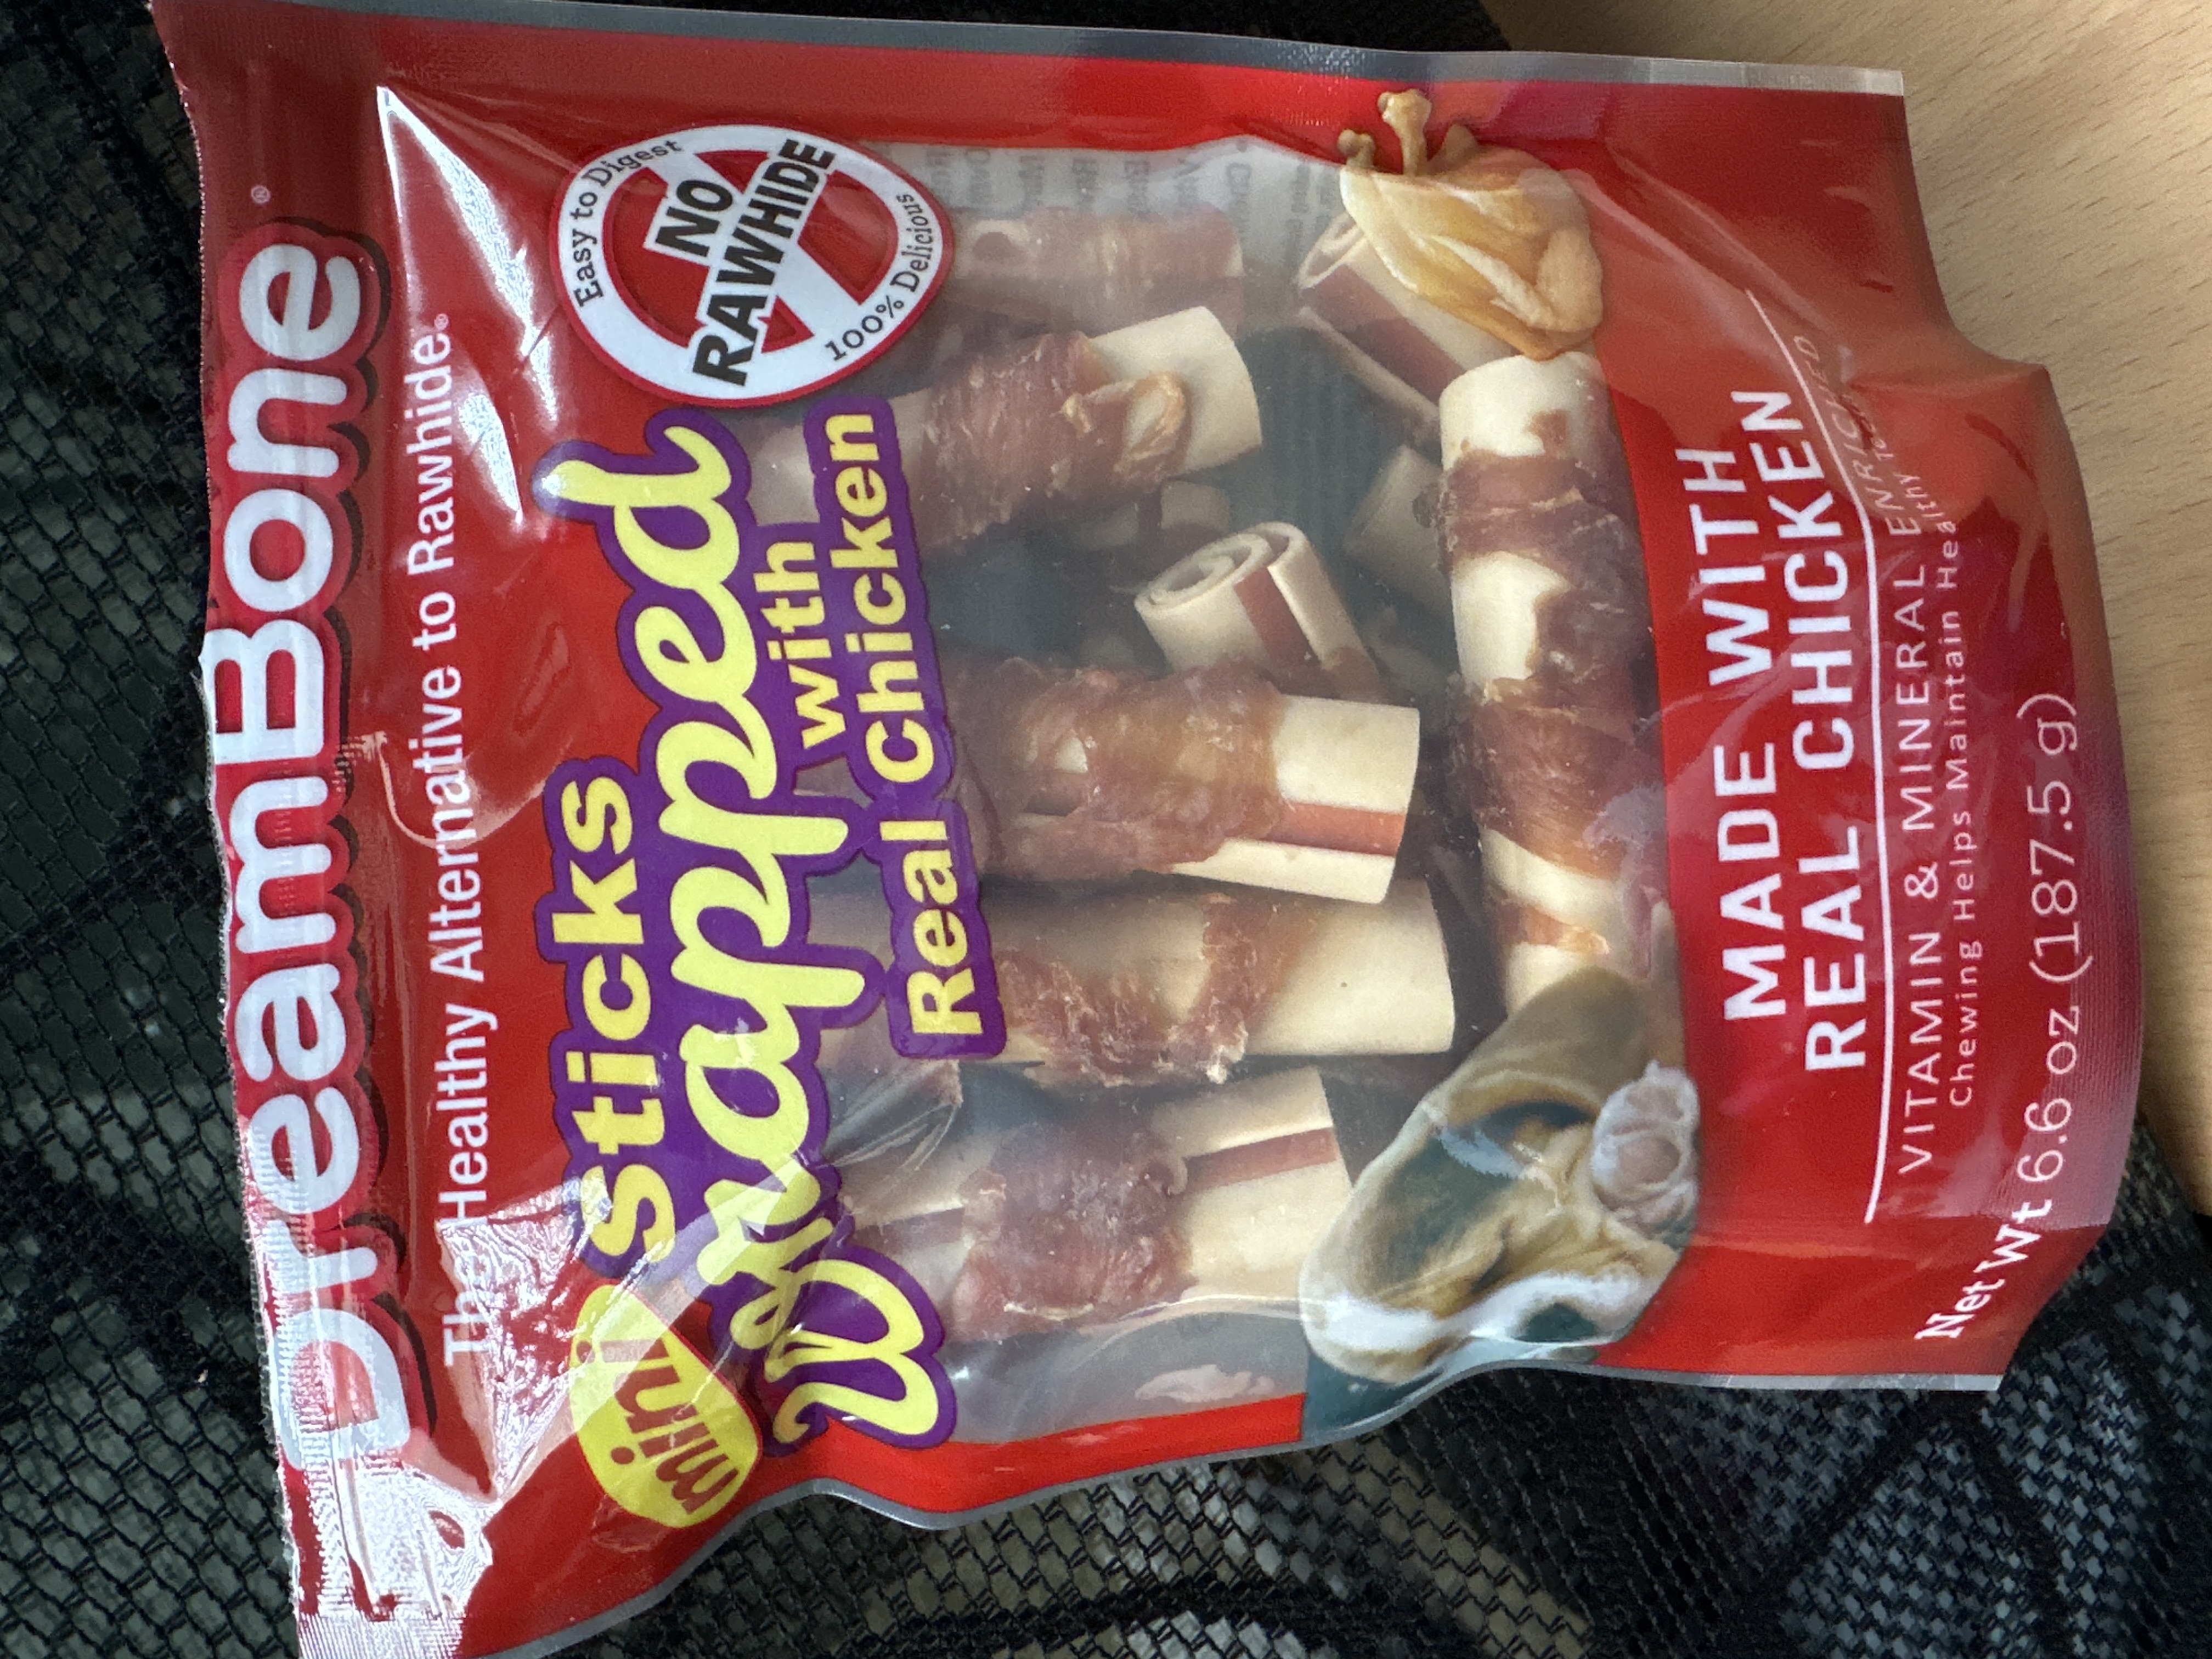 DreamBone®
The Healthy Alternative to Rawhide®
mini
Sticks
Wrapped
with
Real Chicken
Easy to Digest
NO
RAWHIDE
100% Delicious
MADE WITH
REAL CHICKEN
VITAMIN & MINERAL ENRICHED
Chewing Helps Maintain Healthy Teeth
Net Wt 6.6 oz (187.5 g)